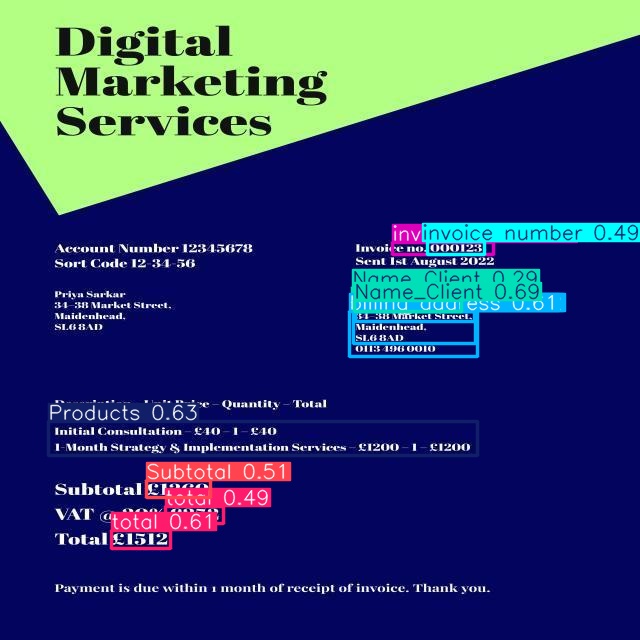 Digital
Marketing
Services
Account Number 12345678
Sort Code 12-34-56
Priya Sarkar
34–38 Market Street,
Maidenhead,
SL6 8AD
inv
invoice number 0.49
Invoice no. 000123
Sent 1st August 2022
Name_Client 0.29
Name_Client 0.69
billing address 0.61
34–38 Market Street,
Maidenhead,
SL6 8AD
0113 496 0010
Price – Quantity – Total
Products 0.63
Initial Consultation – £40 – 1 – £40
1-Month Strategy & Implementation Services – £1200 – 1 – £1200
Subtotal 0.51
Subtotal
total 0.49
VAT @
total 0.61
Total £1512
Payment is due within 1 month of receipt of invoice. Thank you.